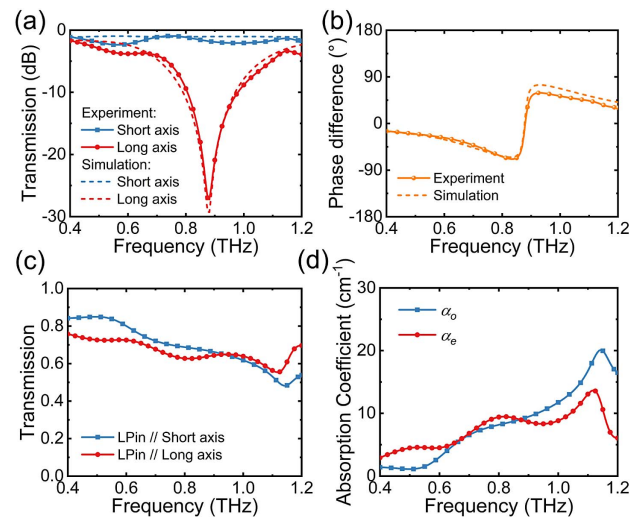 (a)
Transmission (dB)
0
-10
-20
-30
Experiment:
Short axis
Long axis
Simulation:
Short axis
Long axis
0.4 0.6 0.8 1.0 1.2
Frequency (THz)
(b)
Phase difference (°)
180
90
0
-90
-180
Experiment
Simulation
0.4 0.6 0.8 1.0 1.2
Frequency (THz)
(c)
Transmission
1.0
0.8
0.6
0.4
0.2
0.0
LPin // Short axis
LPin // Long axis
0.4 0.6 0.8 1.0 1.2
Frequency (THz)
(d)
Absorption Coefficient (cm⁻¹)
30
20
10
0
αₒ
αₑ
0.4 0.6 0.8 1.0 1.2
Frequency (THz)